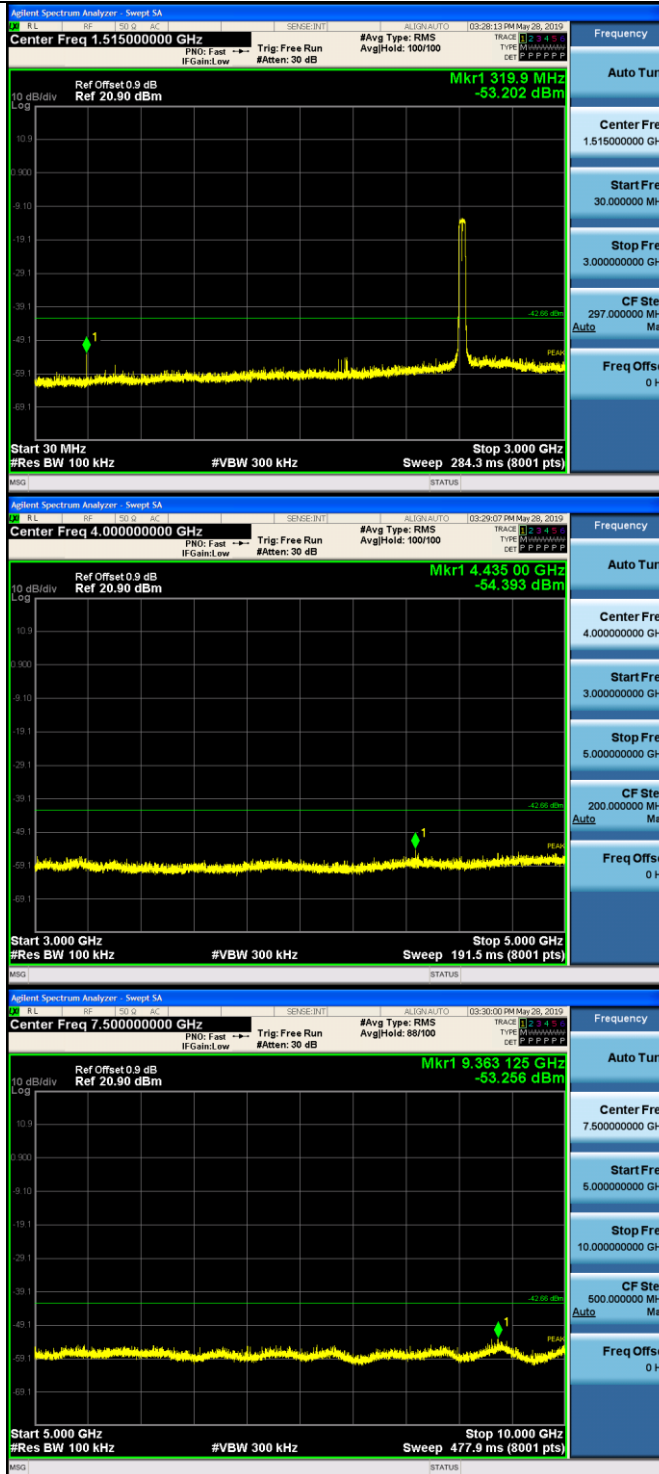 Agilent Spectrum Analyzer - Swept SA
RL RF 50 Ω AC SENSE:INT ALIGNAUTO 03:28:13 PM May 28, 2019
Center Freq 1.515000000 GHz
PNO: Fast Trig: Free Run #Avg Type: RMS TRACE 1 2 3 4 5 6
IFGain:Low #Atten: 30 dB Avg|Hold: 100/100 TYPE M
DET P P P P P P
Frequency
Ref Offset 0.9 dB
10 dB/div Ref 20.90 dBm
Log
Mkr1 319.9 MHz
-53.202 dBm
Auto Tun
10.9
0.900
-9.10
-19.1
-29.1
-39.1
-49.1
-59.1
-69.1
-42.66 dBm
1
PEAK
Center Fre
1.515000000 GH
Start Fre
30.000000 MH
Stop Fre
3.000000000 GH
CF Ste
297.000000 MH
Auto Ma
Freq Offse
0 H
Start 30 MHz Stop 3.000 GHz
#Res BW 100 kHz #VBW 300 kHz Sweep 284.3 ms (8001 pts)
MSG STATUS
Agilent Spectrum Analyzer - Swept SA
RL RF 50 Ω AC SENSE:INT ALIGNAUTO 03:29:07 PM May 28, 2019
Center Freq 4.000000000 GHz
PNO: Fast Trig: Free Run #Avg Type: RMS TRACE 1 2 3 4 5 6
IFGain:Low #Atten: 30 dB Avg|Hold: 100/100 TYPE M
DET P P P P P P
Frequency
Ref Offset 0.9 dB
10 dB/div Ref 20.90 dBm
Log
Mkr1 4.435 00 GHz
-54.393 dBm
Auto Tun
10.9
0.900
-9.10
-19.1
-29.1
-39.1
-49.1
-59.1
-69.1
-42.66 dBm
1
PEAK
Center Fre
4.000000000 GH
Start Fre
3.000000000 GH
Stop Fre
5.000000000 GH
CF Ste
200.000000 MH
Auto Ma
Freq Offse
0 H
Start 3.000 GHz Stop 5.000 GHz
#Res BW 100 kHz #VBW 300 kHz Sweep 191.5 ms (8001 pts)
MSG STATUS
Agilent Spectrum Analyzer - Swept SA
RL RF 50 Ω AC SENSE:INT ALIGNAUTO 03:30:00 PM May 28, 2019
Center Freq 7.500000000 GHz
PNO: Fast Trig: Free Run #Avg Type: RMS TRACE 1 2 3 4 5 6
IFGain:Low #Atten: 30 dB Avg|Hold: 88/100 TYPE M
DET P P P P P P
Frequency
Ref Offset 0.9 dB
10 dB/div Ref 20.90 dBm
Log
Mkr1 9.363 125 GHz
-53.256 dBm
Auto Tun
10.9
0.900
-9.10
-19.1
-29.1
-39.1
-49.1
-59.1
-69.1
-42.66 dBm
1
PEAK
Center Fre
7.500000000 GH
Start Fre
5.000000000 GH
Stop Fre
10.000000000 GH
CF Ste
500.000000 MH
Auto Ma
Freq Offse
0 H
Start 5.000 GHz Stop 10.000 GHz
#Res BW 100 kHz #VBW 300 kHz Sweep 477.9 ms (8001 pts)
MSG STATUS